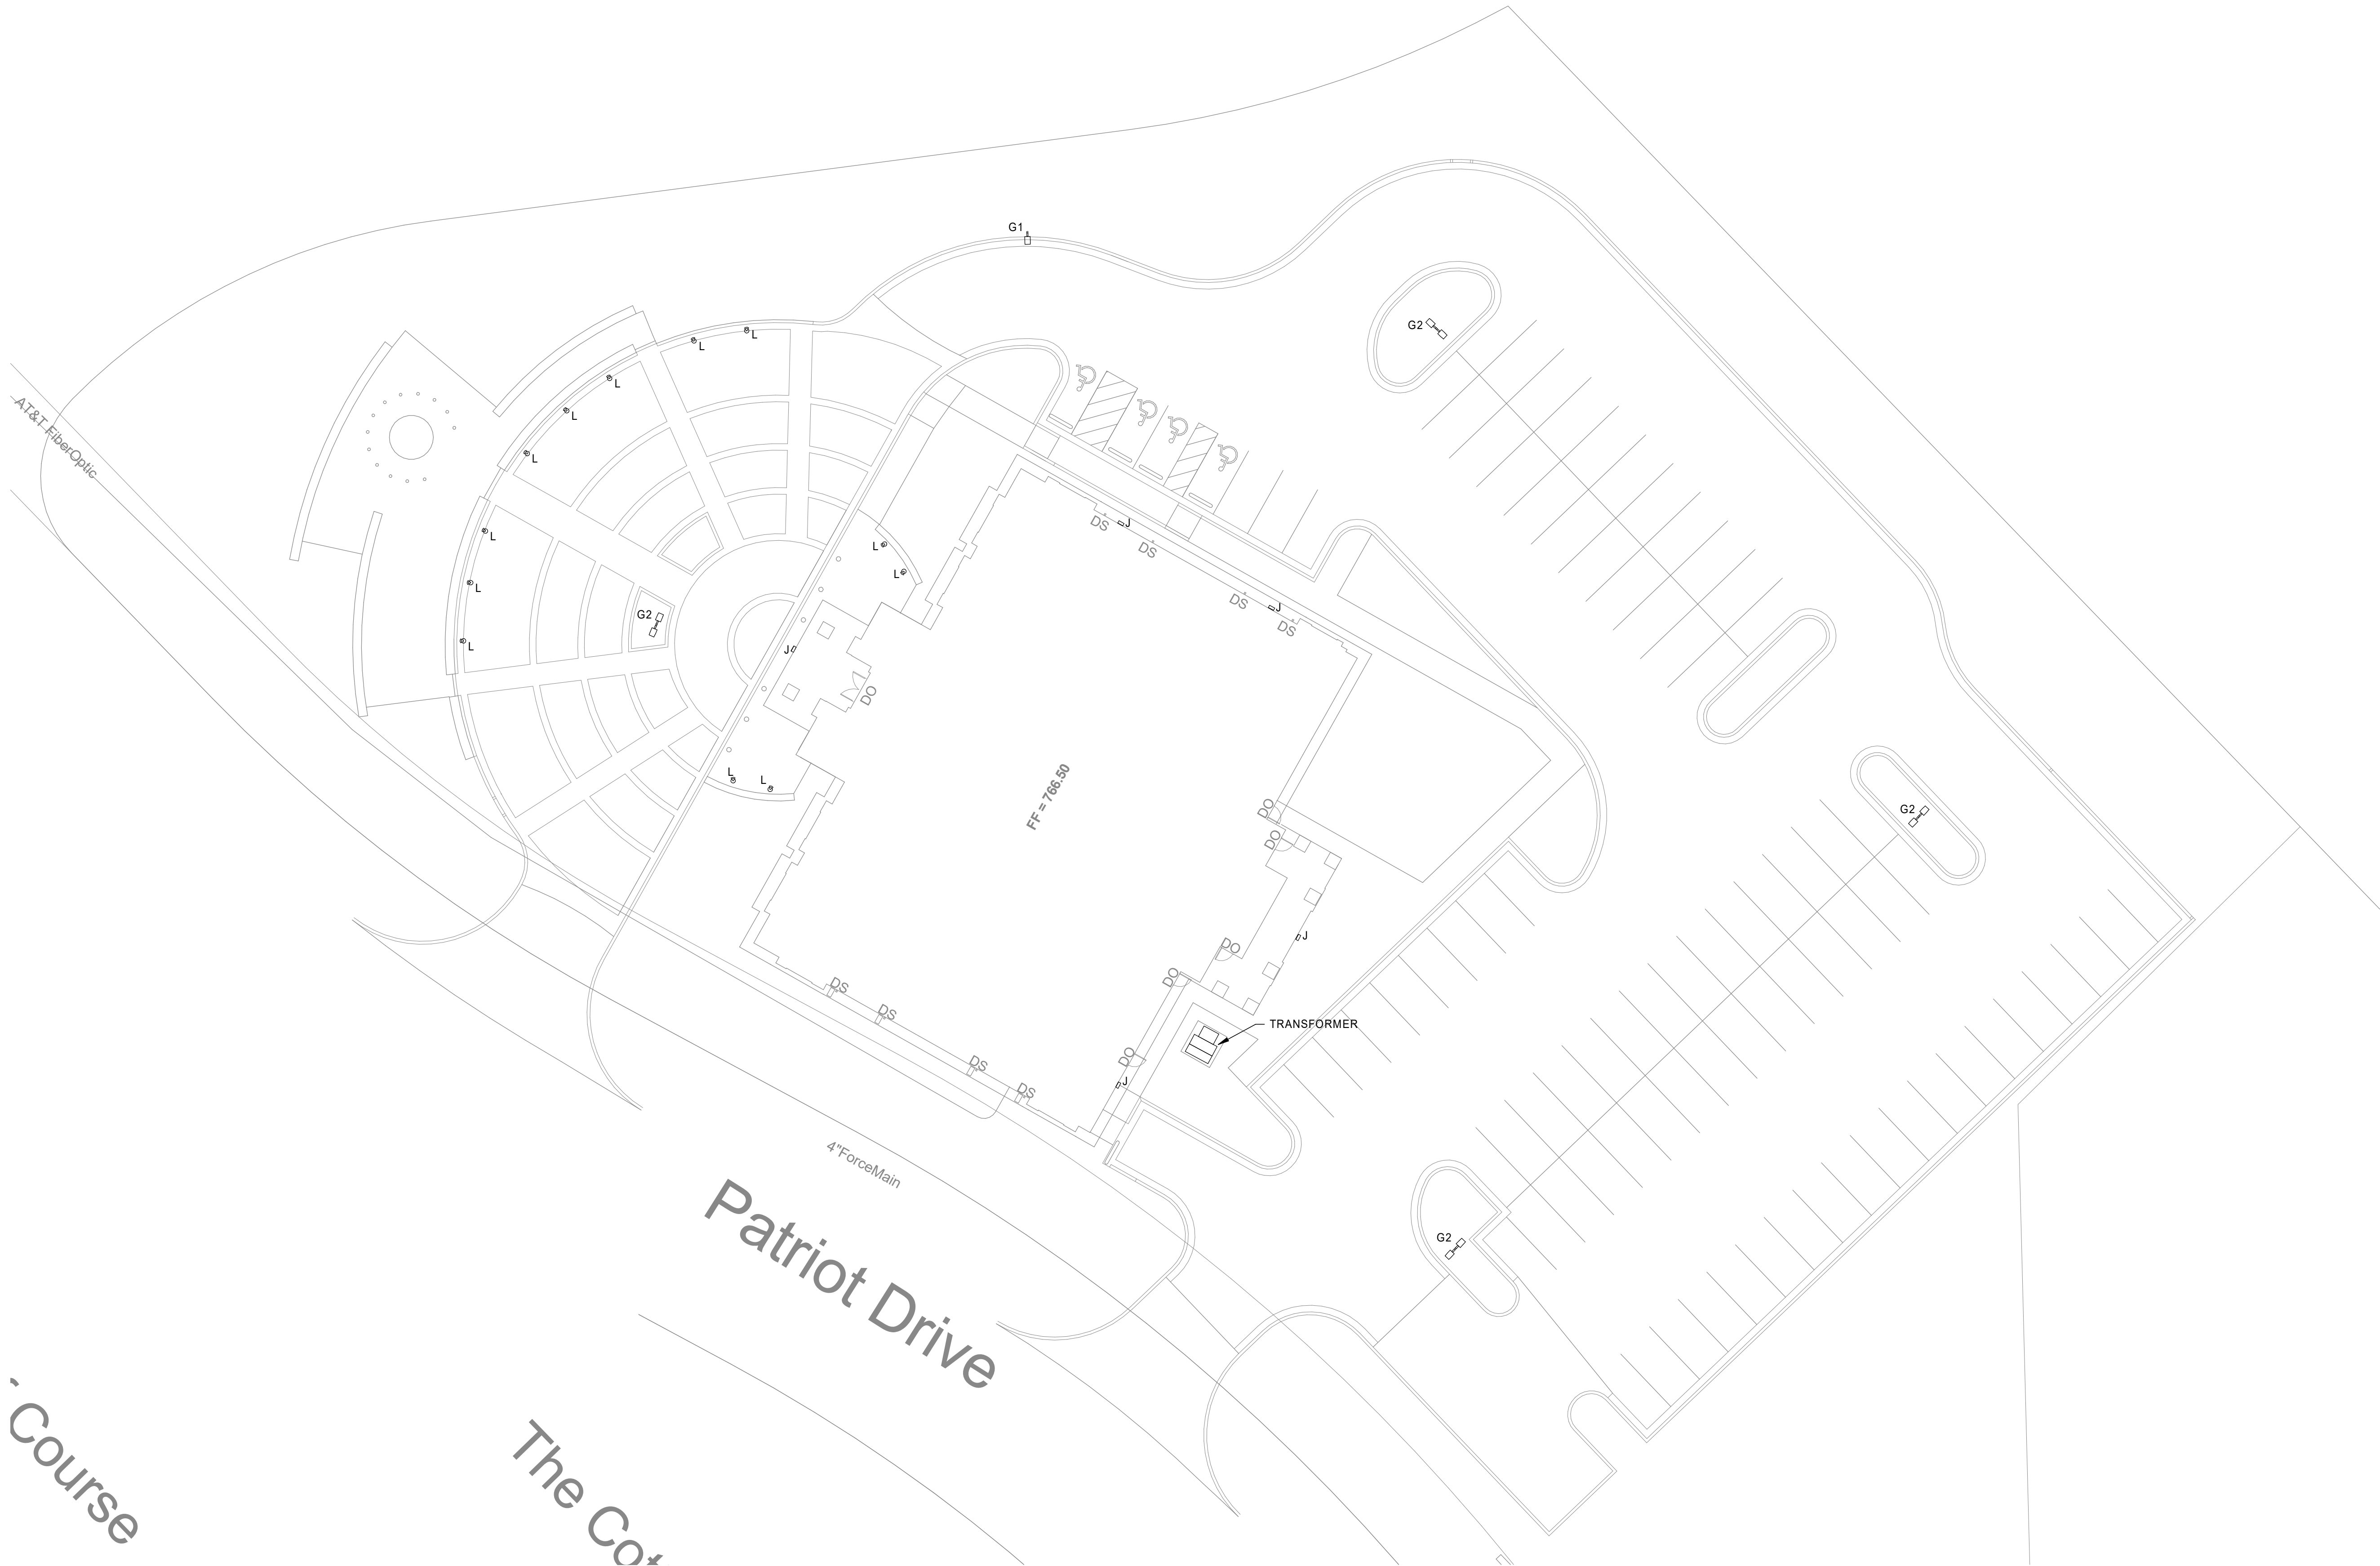 G1
G2
L
L
L
L
AT&T FiberOptic
L
J
DS
L
L
DS
L
L
DS
J
L
G2
DS
L
J
DO
L
L
FF = 766.50
DO
G2
DO
J
DO
DO
DS
DS
TRANSFORMER
DO
DS
J
DS
4"ForceMain
G2
Patriot Drive
Course
The Cot